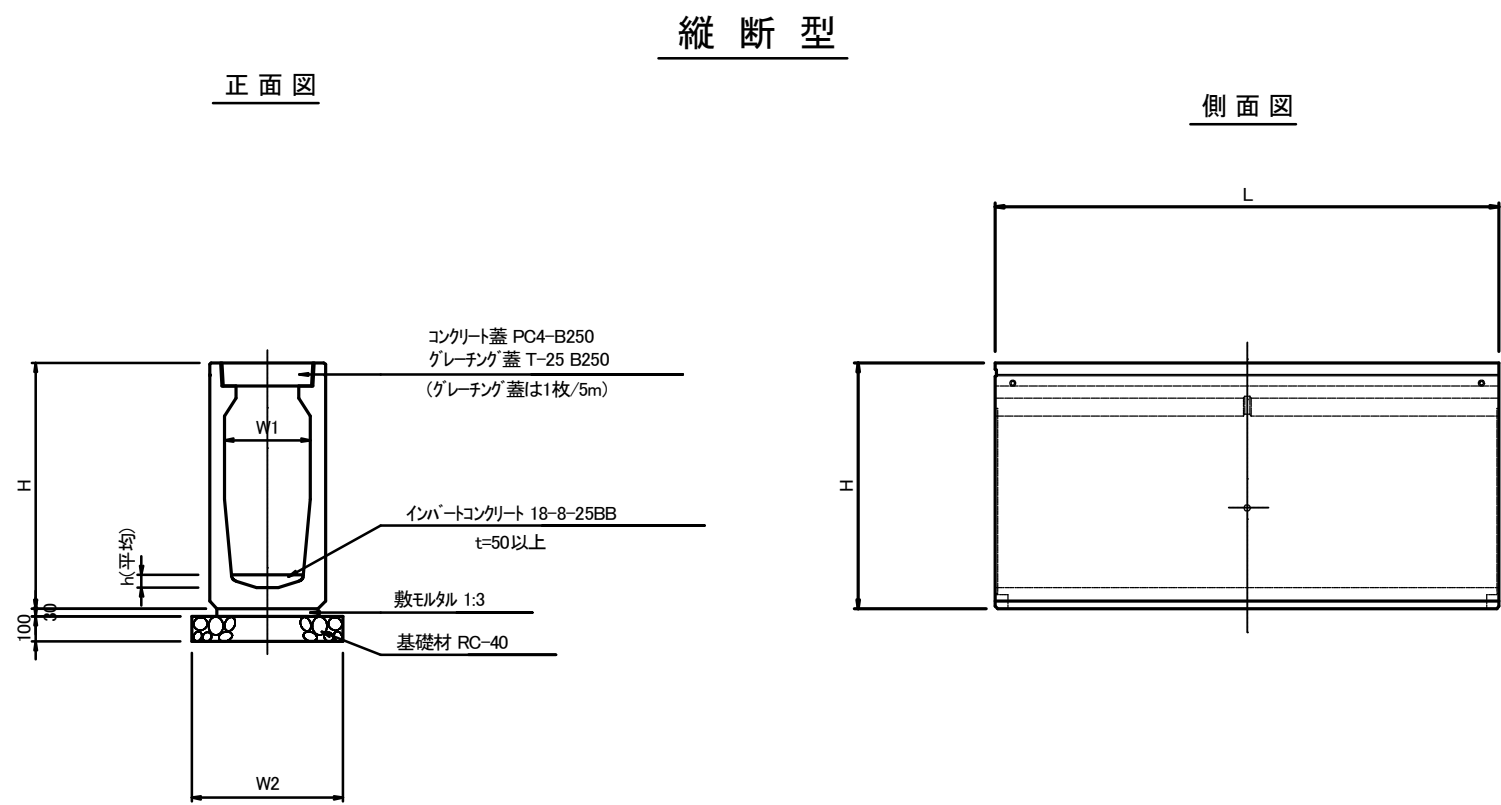 縦断型
正面図
側面図
L
コンクリート蓋 PC4-B250
グレーチング蓋 T-25 B250
(グレーチング蓋は1枚/5m)
W1
H
H
インバートコンクリート 18-8-25BB
t=50以上
h(平均)
敷モルタル 1:3
30
100
基礎材 RC-40
W2